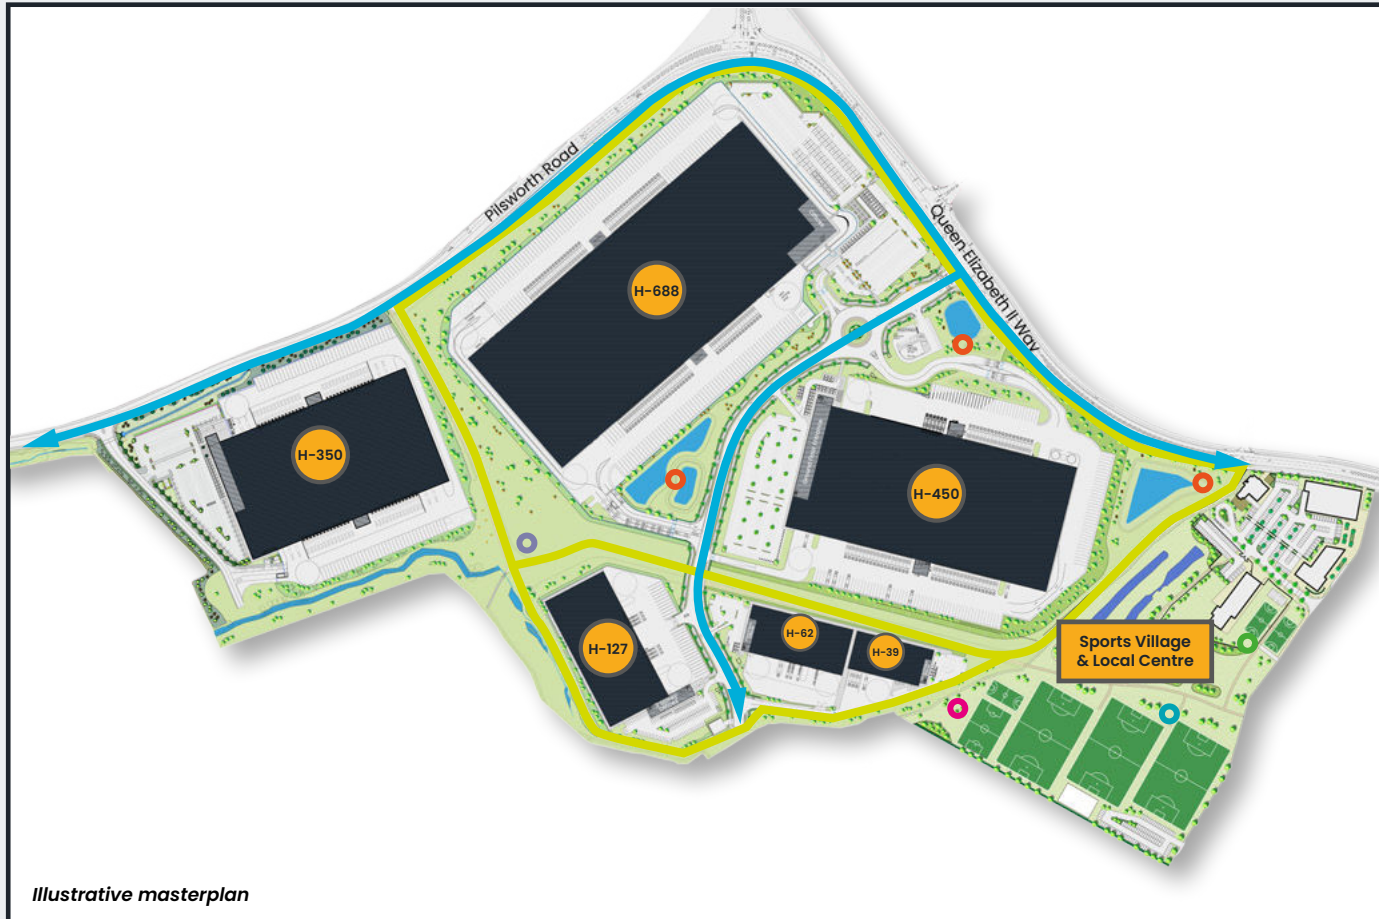 Pilsworth Road
Queen Elizabeth II Way
H-688
H-350
H-450
H-62
H-39
H-127
Sports Village
& Local Centre
Illustrative masterplan